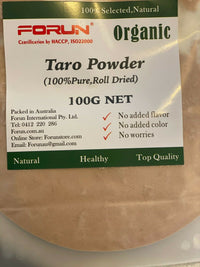 100% Selected,Natural
FORUN®
Organic
Certificaties by HACCP, ISO22000
Taro Powder
(100%Pure,Roll Dried)
100G NET
Packed in Australia
Forun International Pty. Ltd.
Tel: 0412 220 286
Forun.com.au
Online: Forunstore.com
Email: Forunau@gmail.com
✓ No added flavor
✓ No added color
✓ No worries
Natural Healthy Top Quality